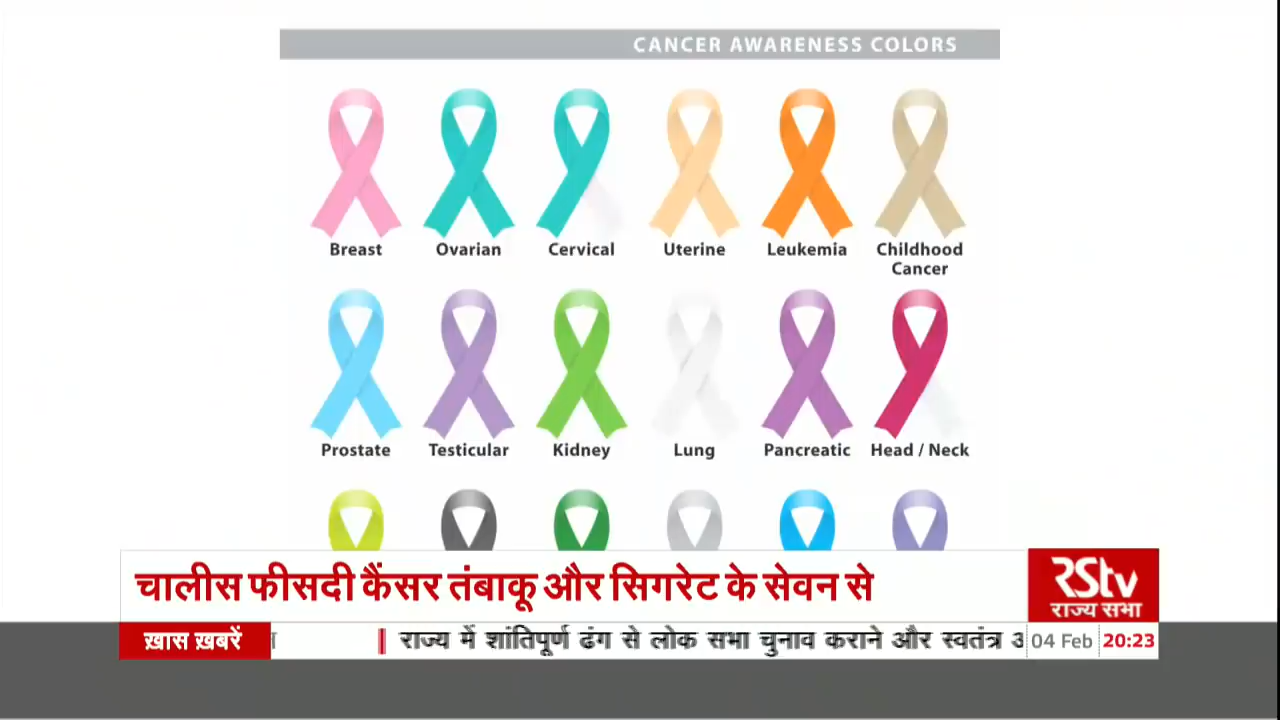 CANCER AWARENESS COLORS
Breast
Ovarian
Cervical
Uterine
Leukemia
Childhood
Cancer
Prostate
Testicular
Kidney
Lung
Pancreatic
Head / Neck
चालीस फीसदी कैंसर तंबाकू और सिगरेट के सेवन से
RStv
राज्य सभा
ख़ास ख़बरें
राज्य में शांतिपूर्ण ढंग से लोक सभा चुनाव कराने और स्वतंत्र
04 Feb
20:23